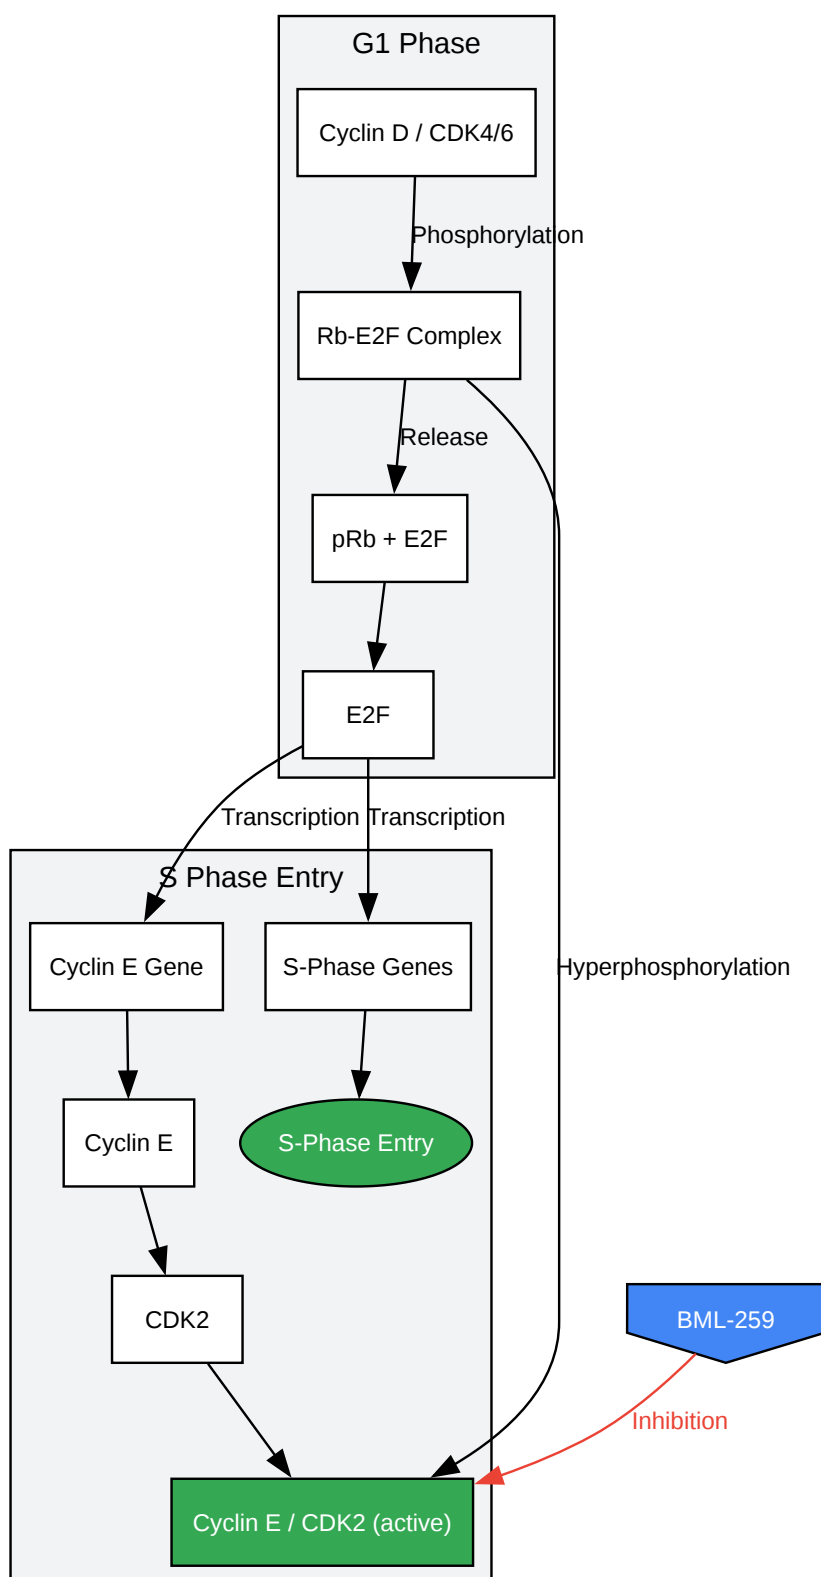 G1 Phase
Cyclin D / CDK4/6
Phosphorylation
Rb-E2F Complex
Release
pRb + E2F
E2F
Transcription
Transcription
S Phase Entry
Cyclin E Gene
S-Phase Genes
Hyperphosphorylation
Cyclin E
S-Phase Entry
CDK2
BML-259
Inhibition
Cyclin E / CDK2 (active)